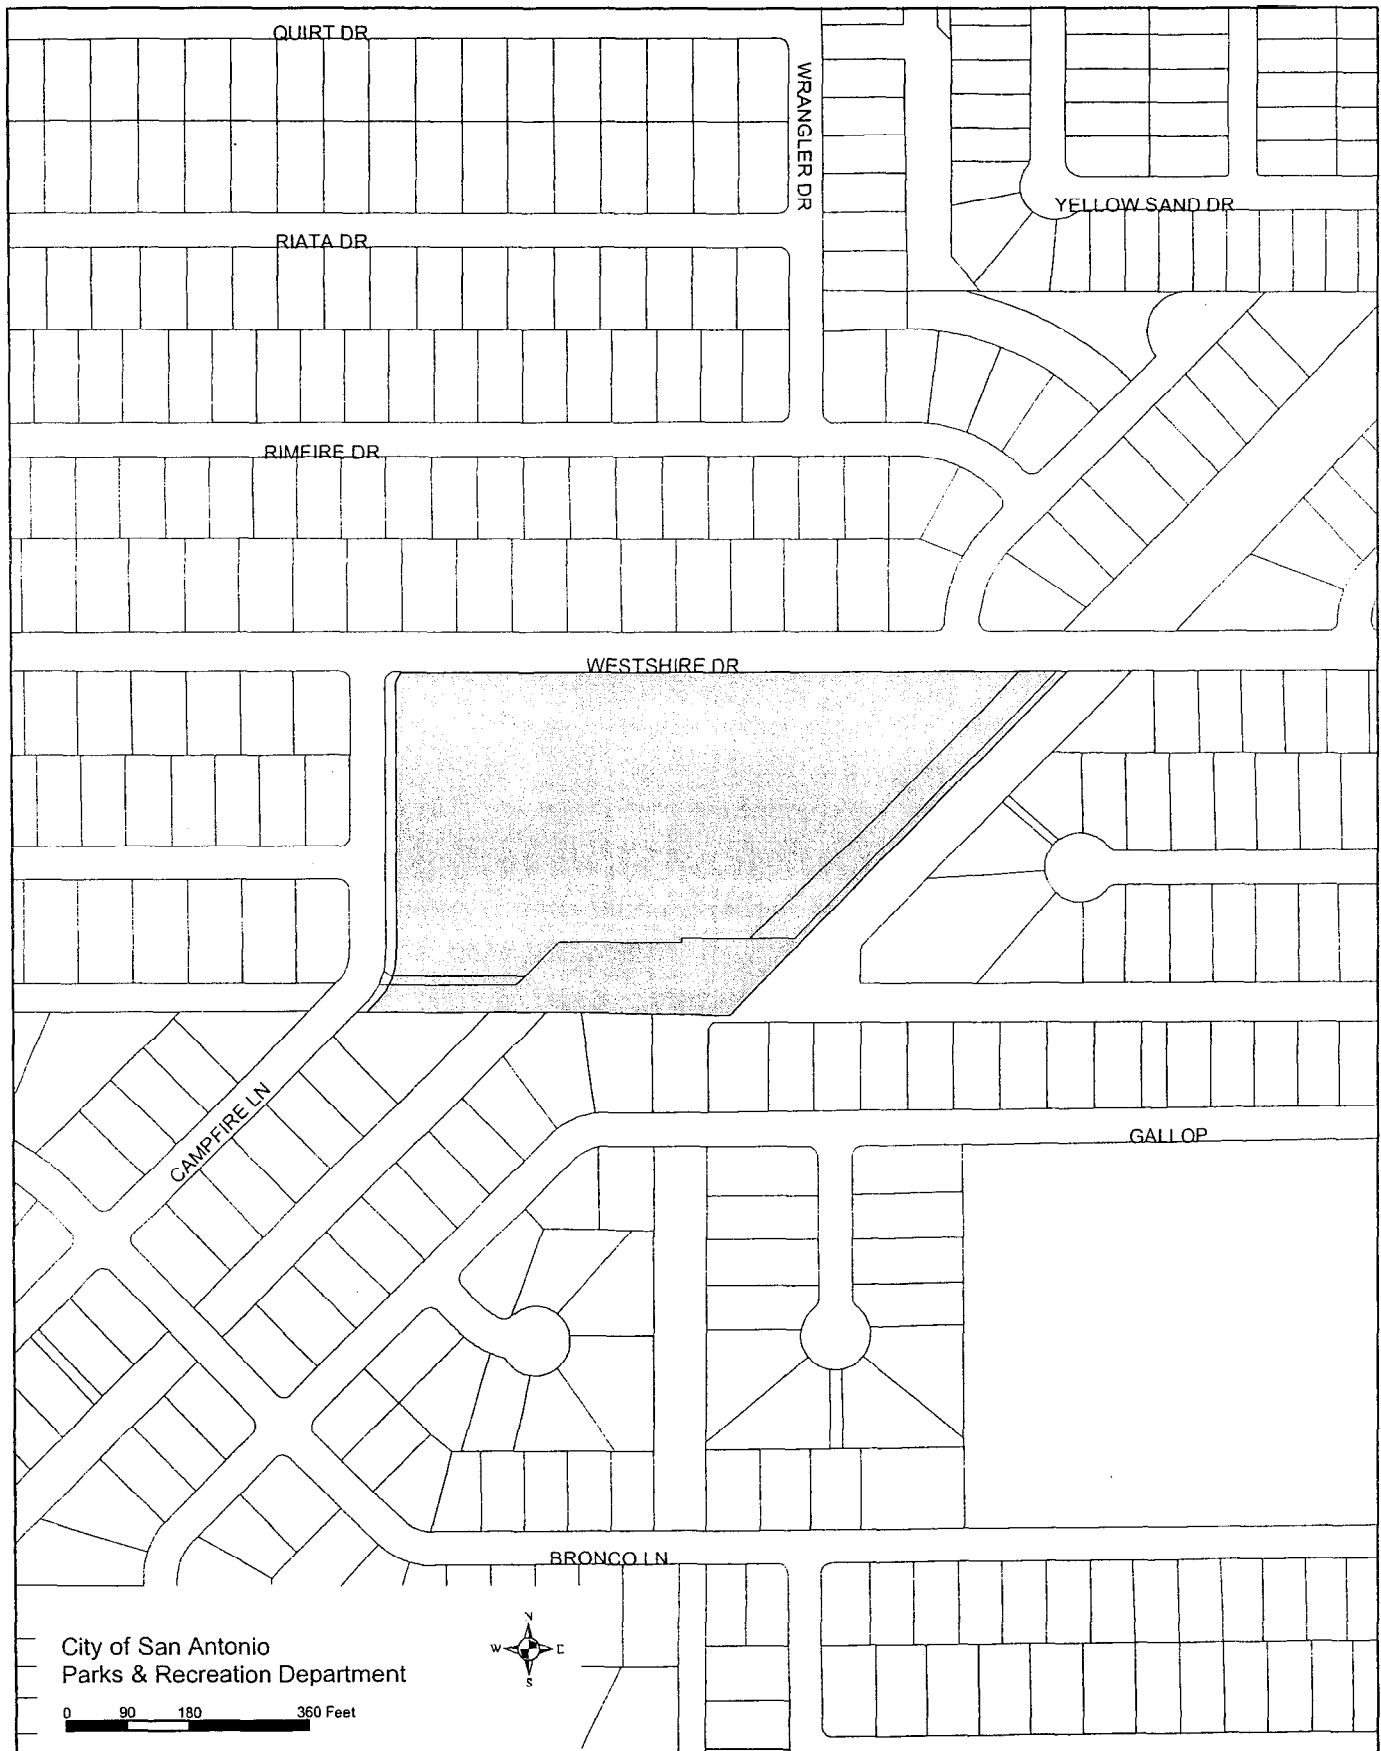 QUIRT DR
WRANGLER DR
YELLOW SAND DR
RIATA DR
RIMFIRE DR
WESTSHIRE DR
CAMPFIRE LN
GALLOP
BRONCO LN
N
W E
S
City of San Antonio
Parks & Recreation Department
0 90 180 360 Feet